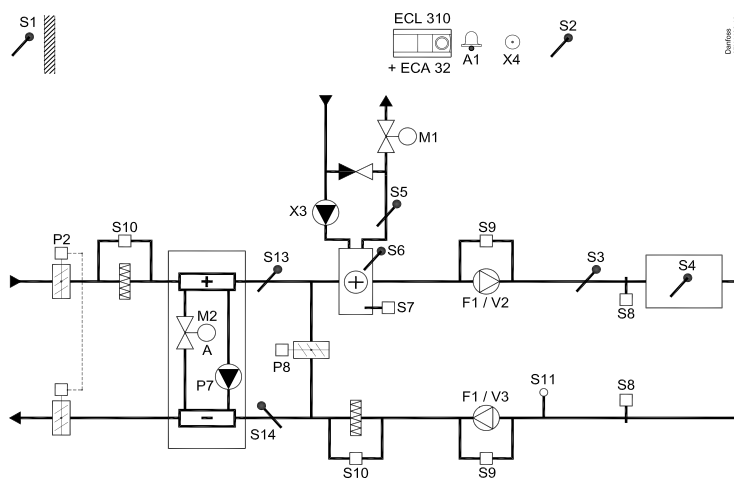 S1
ECL 310
+ ECA 32
A1
X4
S2
Danfoss
M1
S5
X3
P2
S10
S13
S6
S9
S3
S4
+
+
M2
A
S7
F1 / V2
S8
P8
P7
S11
S8
F1 / V3
-
S14
S10
S9